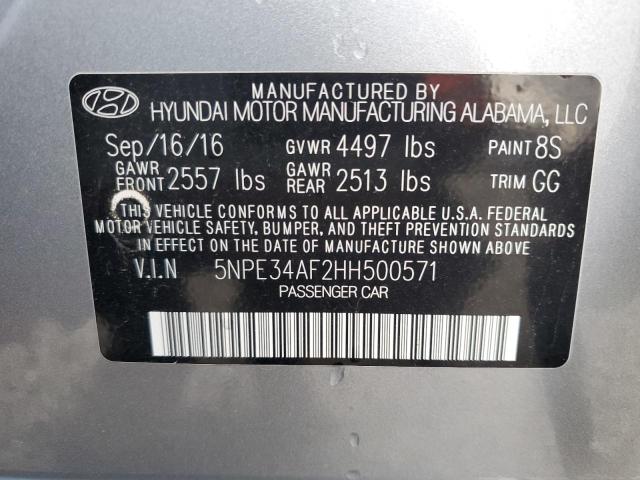 MANUFACTURED BY
HYUNDAI MOTOR MANUFACTURING ALABAMA, LLC
Sep/16/16 GVWR 4497 lbs PAINT 8S
GAWR FRONT 2557 lbs GAWR REAR 2513 lbs TRIM GG
THIS VEHICLE CONFORMS TO ALL APPLICABLE U.S.A. FEDERAL
MOTOR VEHICLE SAFETY, BUMPER, AND THEFT PREVENTION STANDARDS
IN EFFECT ON THE DATE OF MANUFACTURE SHOWN ABOVE.
V.I.N 5NPE34AF2HH500571
PASSENGER CAR